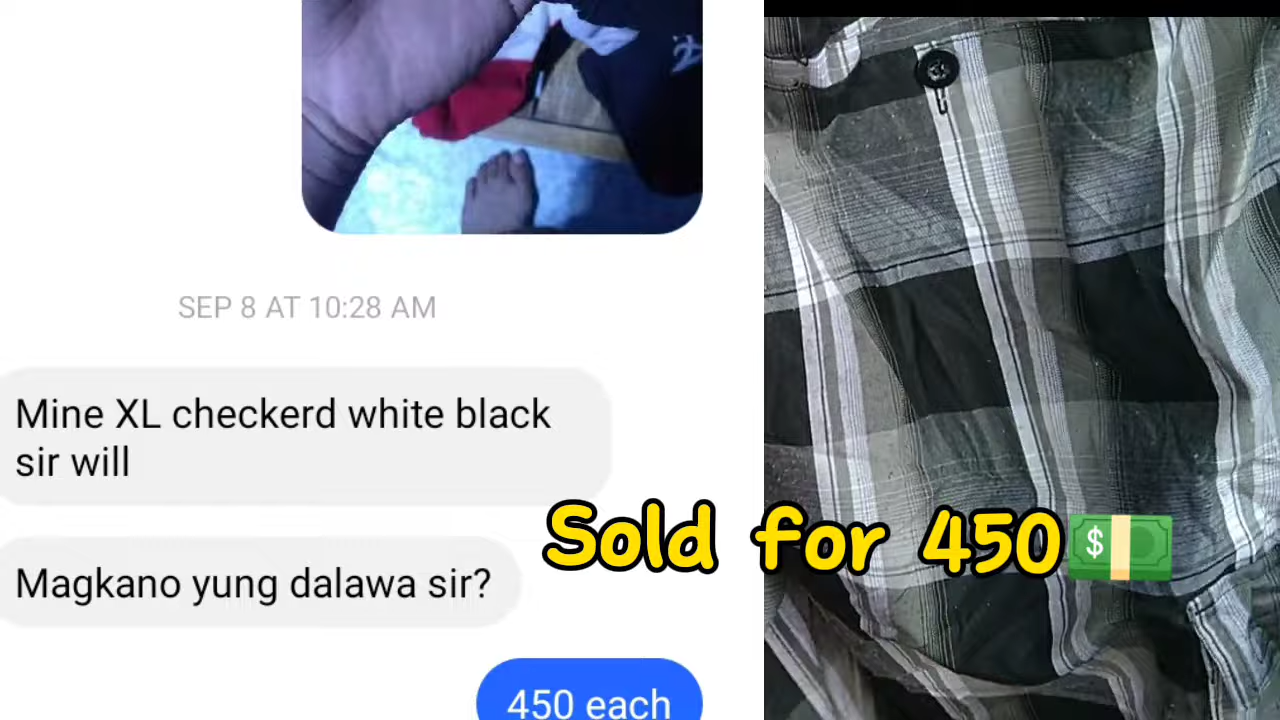 SEP 8 AT 10:28 AM
Mine XL checkerd white black
sir will
Magkano yung dalawa sir?
Sold for 450
450 each